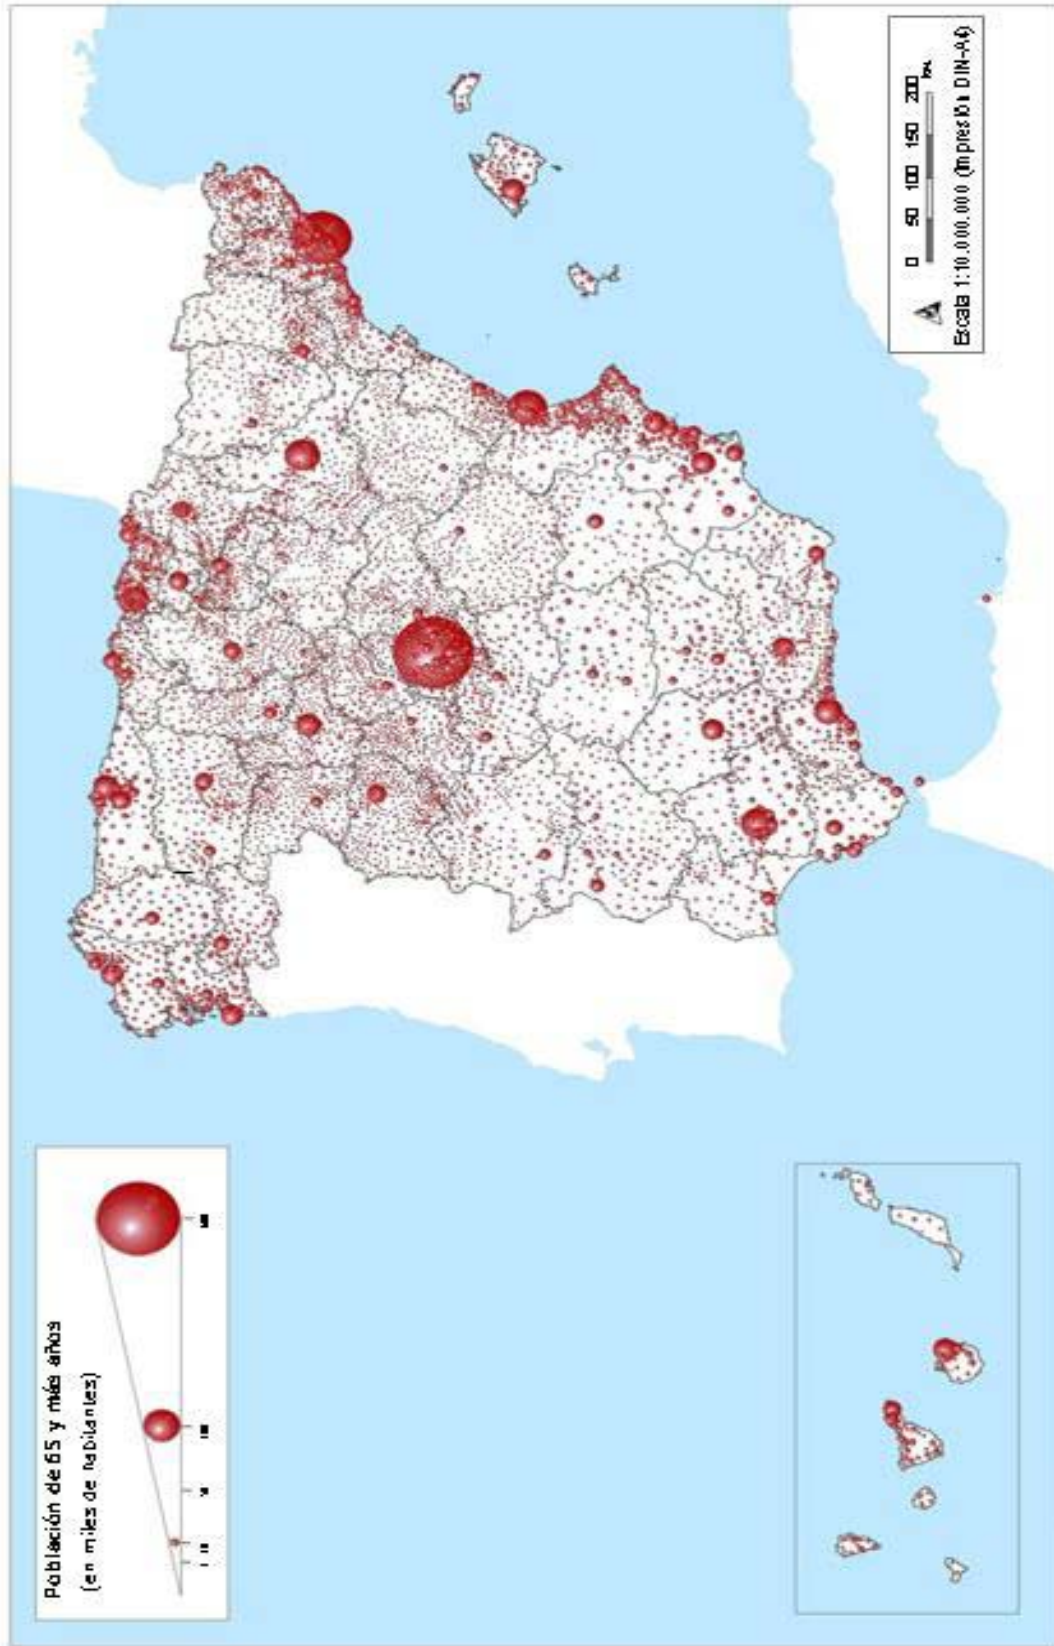 Población de 65 y más años
(en miles de habitantes)
0 50 100 150 200
km.
Escala 1:10.000.000 (Impresión DIN-A4)